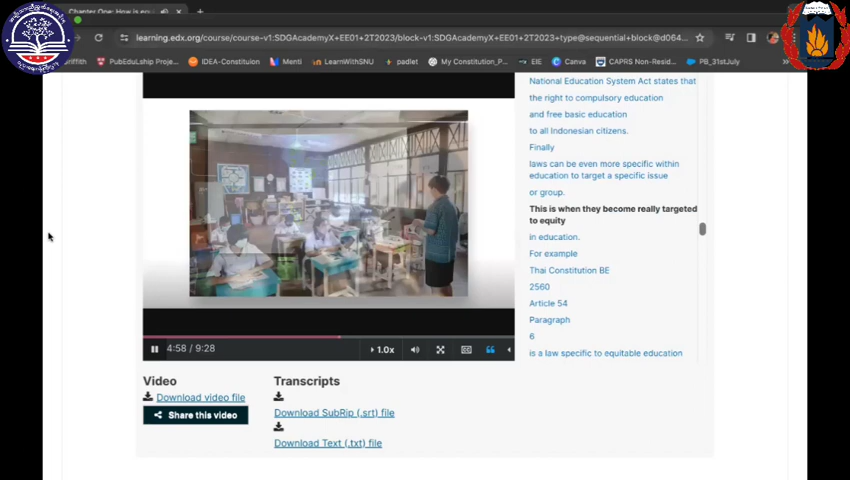 Chapter One: How is equ
learning.edx.org/course/course-v1:SDGAcademyX+EE01+2T2023/block-v1:SDGAcademyX+EE01+2T2023+type@sequential+block@d064...
riffith
PubEduLship Proje...
IDEA-Constituion
Menti
LearnWithSNU
padlet
My Constitution_P...
EIE
Canva
CAPRS Non-Resid...
PB_31stJuly
»
National Education System Act states that
the right to compulsory education
and free basic education
to all Indonesian citizens.
Finally
laws can be even more specific within
education to target a specific issue
or group.
This is when they become really targeted
to equity
in education.
For example
Thai Constitution BE
2560
Article 54
Paragraph
6
is a law specific to equitable education
4:58 / 9:28
1.0x
Video
Download video file
Share this video
Transcripts
Download SubRip (.srt) file
Download Text (.txt) file